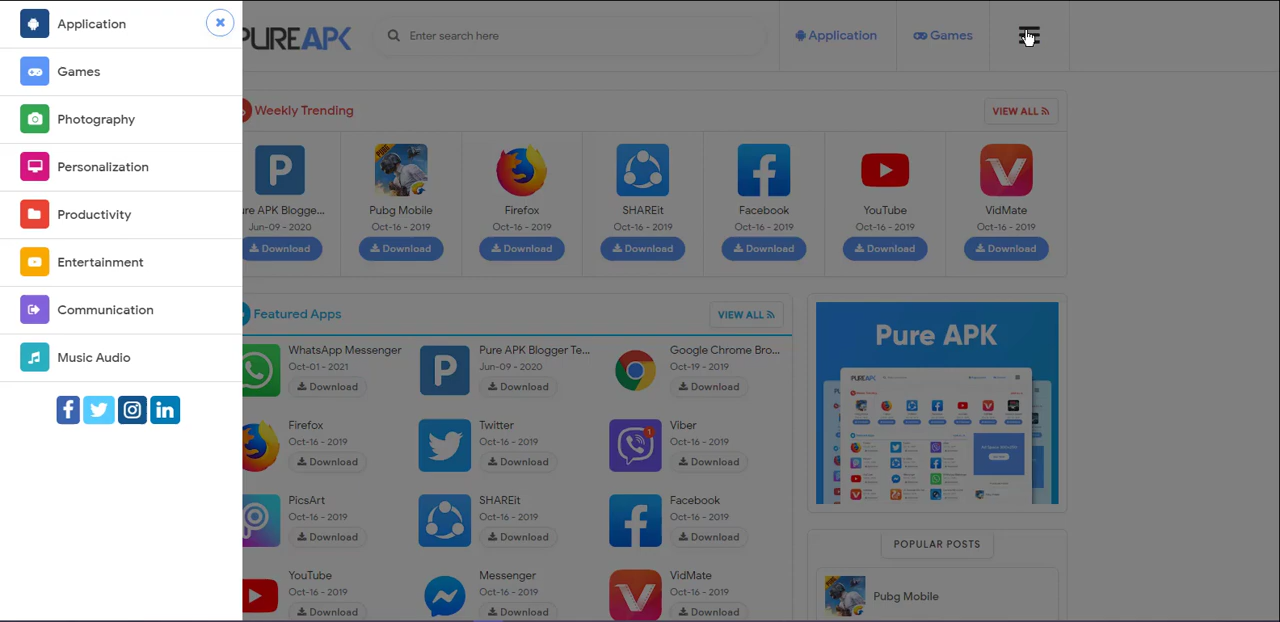 Application
Games
Photography
Personalization
Productivity
Entertainment
Communication
Music Audio
PUREAPK
Enter search here
Application
Games
Weekly Trending
VIEW ALL
ure APK Blogge...
Jun-09 - 2020
Download
Pubg Mobile
Oct-16 - 2019
Download
Firefox
Oct-16 - 2019
Download
SHAREit
Oct-16 - 2019
Download
Facebook
Oct-16 - 2019
Download
YouTube
Oct-16 - 2019
Download
VidMate
Oct-16 - 2019
Download
Featured Apps
VIEW ALL
WhatsApp Messenger
Oct-01 - 2021
Download
Pure APK Blogger Te...
Jun-09 - 2020
Download
Google Chrome Bro...
Oct-19 - 2019
Download
Firefox
Oct-16 - 2019
Download
Twitter
Oct-16 - 2019
Download
Viber
Oct-16 - 2019
Download
PicsArt
Oct-16 - 2019
Download
SHAREit
Oct-16 - 2019
Download
Facebook
Oct-16 - 2019
Download
YouTube
Oct-16 - 2019
Download
Messenger
Oct-16 - 2019
Download
VidMate
Oct-16 - 2019
Download
Pure APK
PUREAPK
POPULAR POSTS
Pubg Mobile